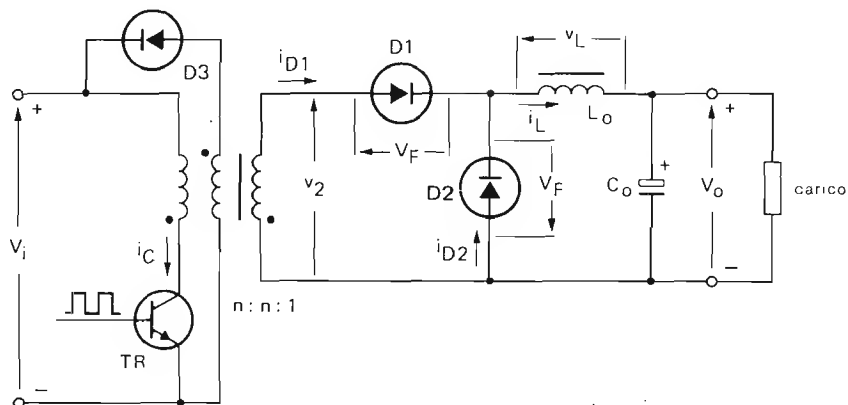 D3
D1
i_D1
v_L
+
V_F
i_L
L_o
+
V_i
v_2
D2
V_F
C_o
+
V_o
carico
i_C
i_D2
n : n : 1
TR
−
−